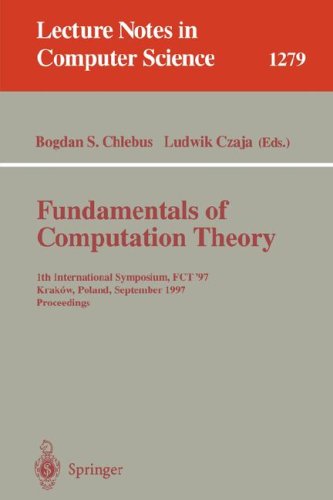 Lecture Notes in
Computer Science 1279
Bogdan S. Chlebus Ludwik Czaja (Eds.)
Fundamentals of
Computation Theory
1th International Symposium, FCT '97
Kraków, Poland, September 1997
Proceedings
Springer